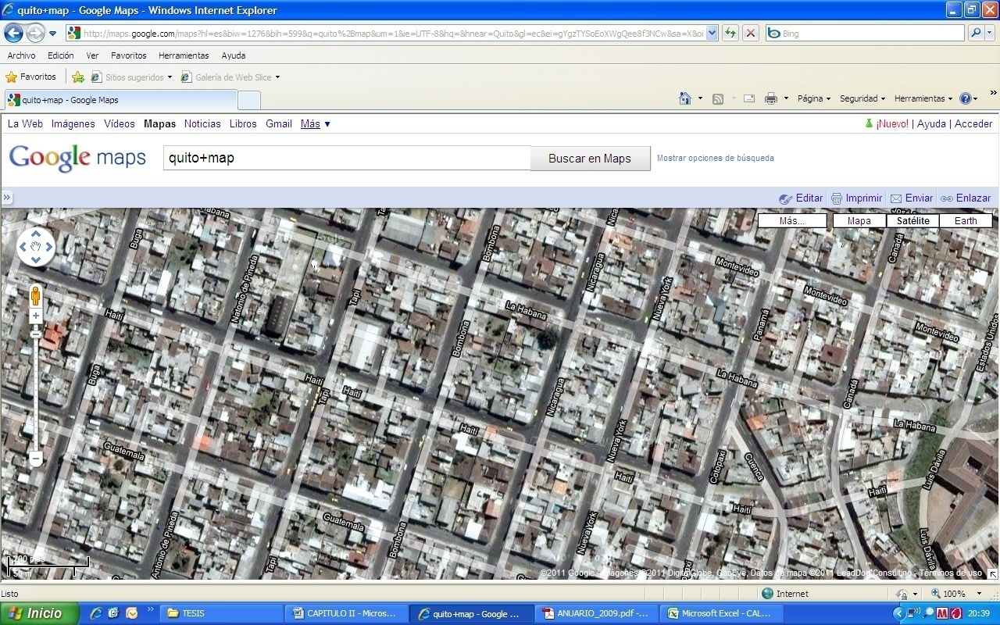 quito+map - Google Maps - Windows Internet Explorer
http://maps.google.com/maps?hl=es&biw=1276&bih=599&q=quito%2Bmap&um=1&ie=UTF-8&hq=&hnear=Quito&gl=ec&ei=gYgzTYSoEoXWgQee8f3NCw&sa=X&oi
Bing
Archivo Edición Ver Favoritos Herramientas Ayuda
Favoritos Sitios sugeridos Galería de Web Slice
quito+map - Google Maps
Página Seguridad Herramientas
La Web Imágenes Vídeos Mapas Noticias Libros Gmail Más ▼
¡Nuevo! | Ayuda | Acceder
Google maps quito+map Buscar en Maps Mostrar opciones de búsqueda
» Editar Imprimir Enviar Enlazar
Más... Mapa Satélite Earth
Habana
Buga
Bombona
Canadá
Natonio de Pineda
Nicaragua
Montevideo
Nueva York
Tapi
Montevideo
Haití
La Habana
Panamá
Montevideo
Bombona
Estados Unidos
Buga
Haití
Haití
Tapi
Nicaragua
La Habana
Canadá
Haití
Nueva York
La Habana
Guatemala
Cotopaxi
Cuenca
Luis Dávila
Haití
Haití
Haití
Guatemala
Antonio de Pineda
Bombona
Nueva York
Luis Dávila
Tapi
200 pies
50 m
©2011 Google - Imágenes ©2011 DigitalGlobe, GeoEye, Datos de mapa ©2011 LeadDog Consulting - Términos de uso
Listo Internet 100%
Inicio TESIS CAPITULO II - Micros... quito+map - Google ... ANUARIO_2009.pdf -... Microsoft Excel - CAL... 20:39